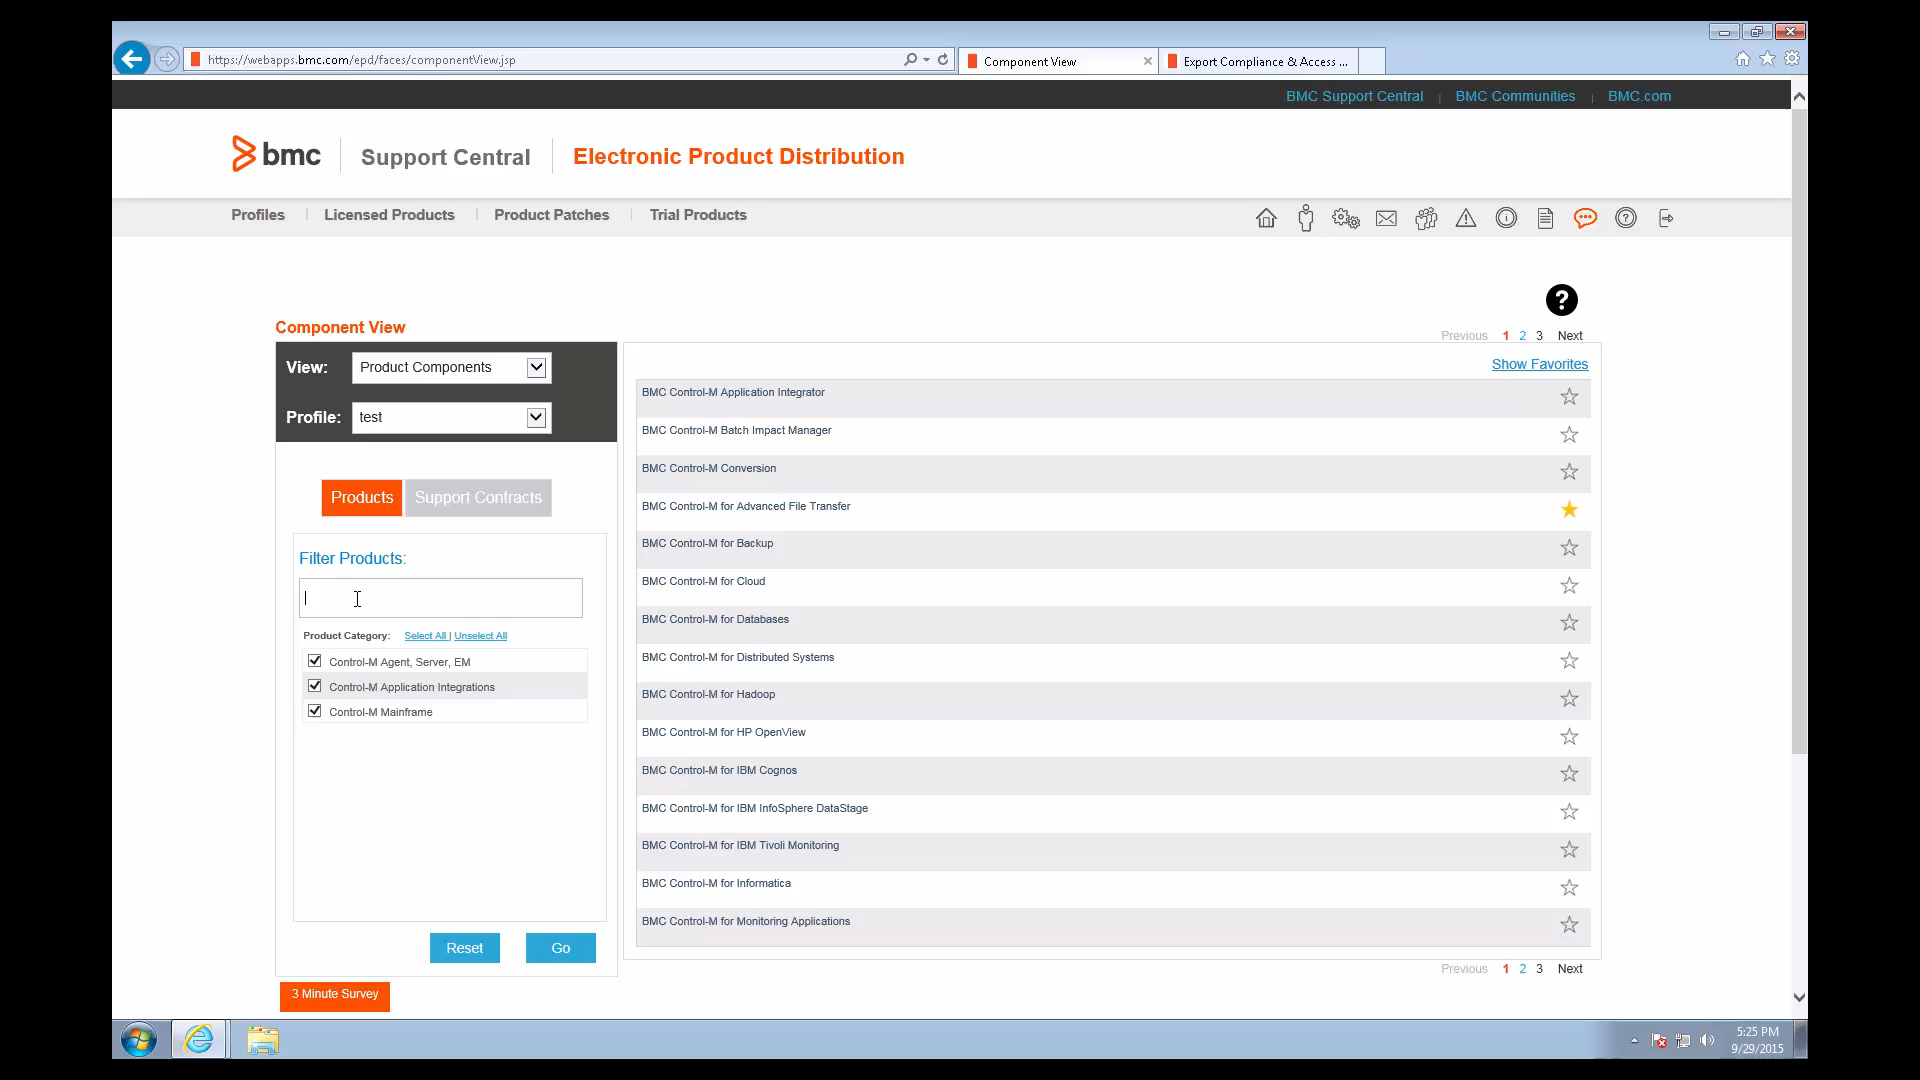 https://webapps.bmc.com/epd/faces/componentView.jsp
Component View
Export Compliance & Access ...
BMC Support Central | BMC Communities | BMC.com
bmc | Support Central | Electronic Product Distribution
Profiles | Licensed Products | Product Patches | Trial Products
?
Component View
Previous 1 2 3 Next
View: Product Components
Profile: test
Show Favorites
Products
Support Contracts
Filter Products:
Product Category: Select All | Unselect All
Control-M Agent, Server, EM
Control-M Application Integrations
Control-M Mainframe
Reset
Go
BMC Control-M Application Integrator
BMC Control-M Batch Impact Manager
BMC Control-M Conversion
BMC Control-M for Advanced File Transfer
BMC Control-M for Backup
BMC Control-M for Cloud
BMC Control-M for Databases
BMC Control-M for Distributed Systems
BMC Control-M for Hadoop
BMC Control-M for HP OpenView
BMC Control-M for IBM Cognos
BMC Control-M for IBM InfoSphere DataStage
BMC Control-M for IBM Tivoli Monitoring
BMC Control-M for Informatica
BMC Control-M for Monitoring Applications
Previous 1 2 3 Next
3 Minute Survey
5:25 PM
9/29/2015